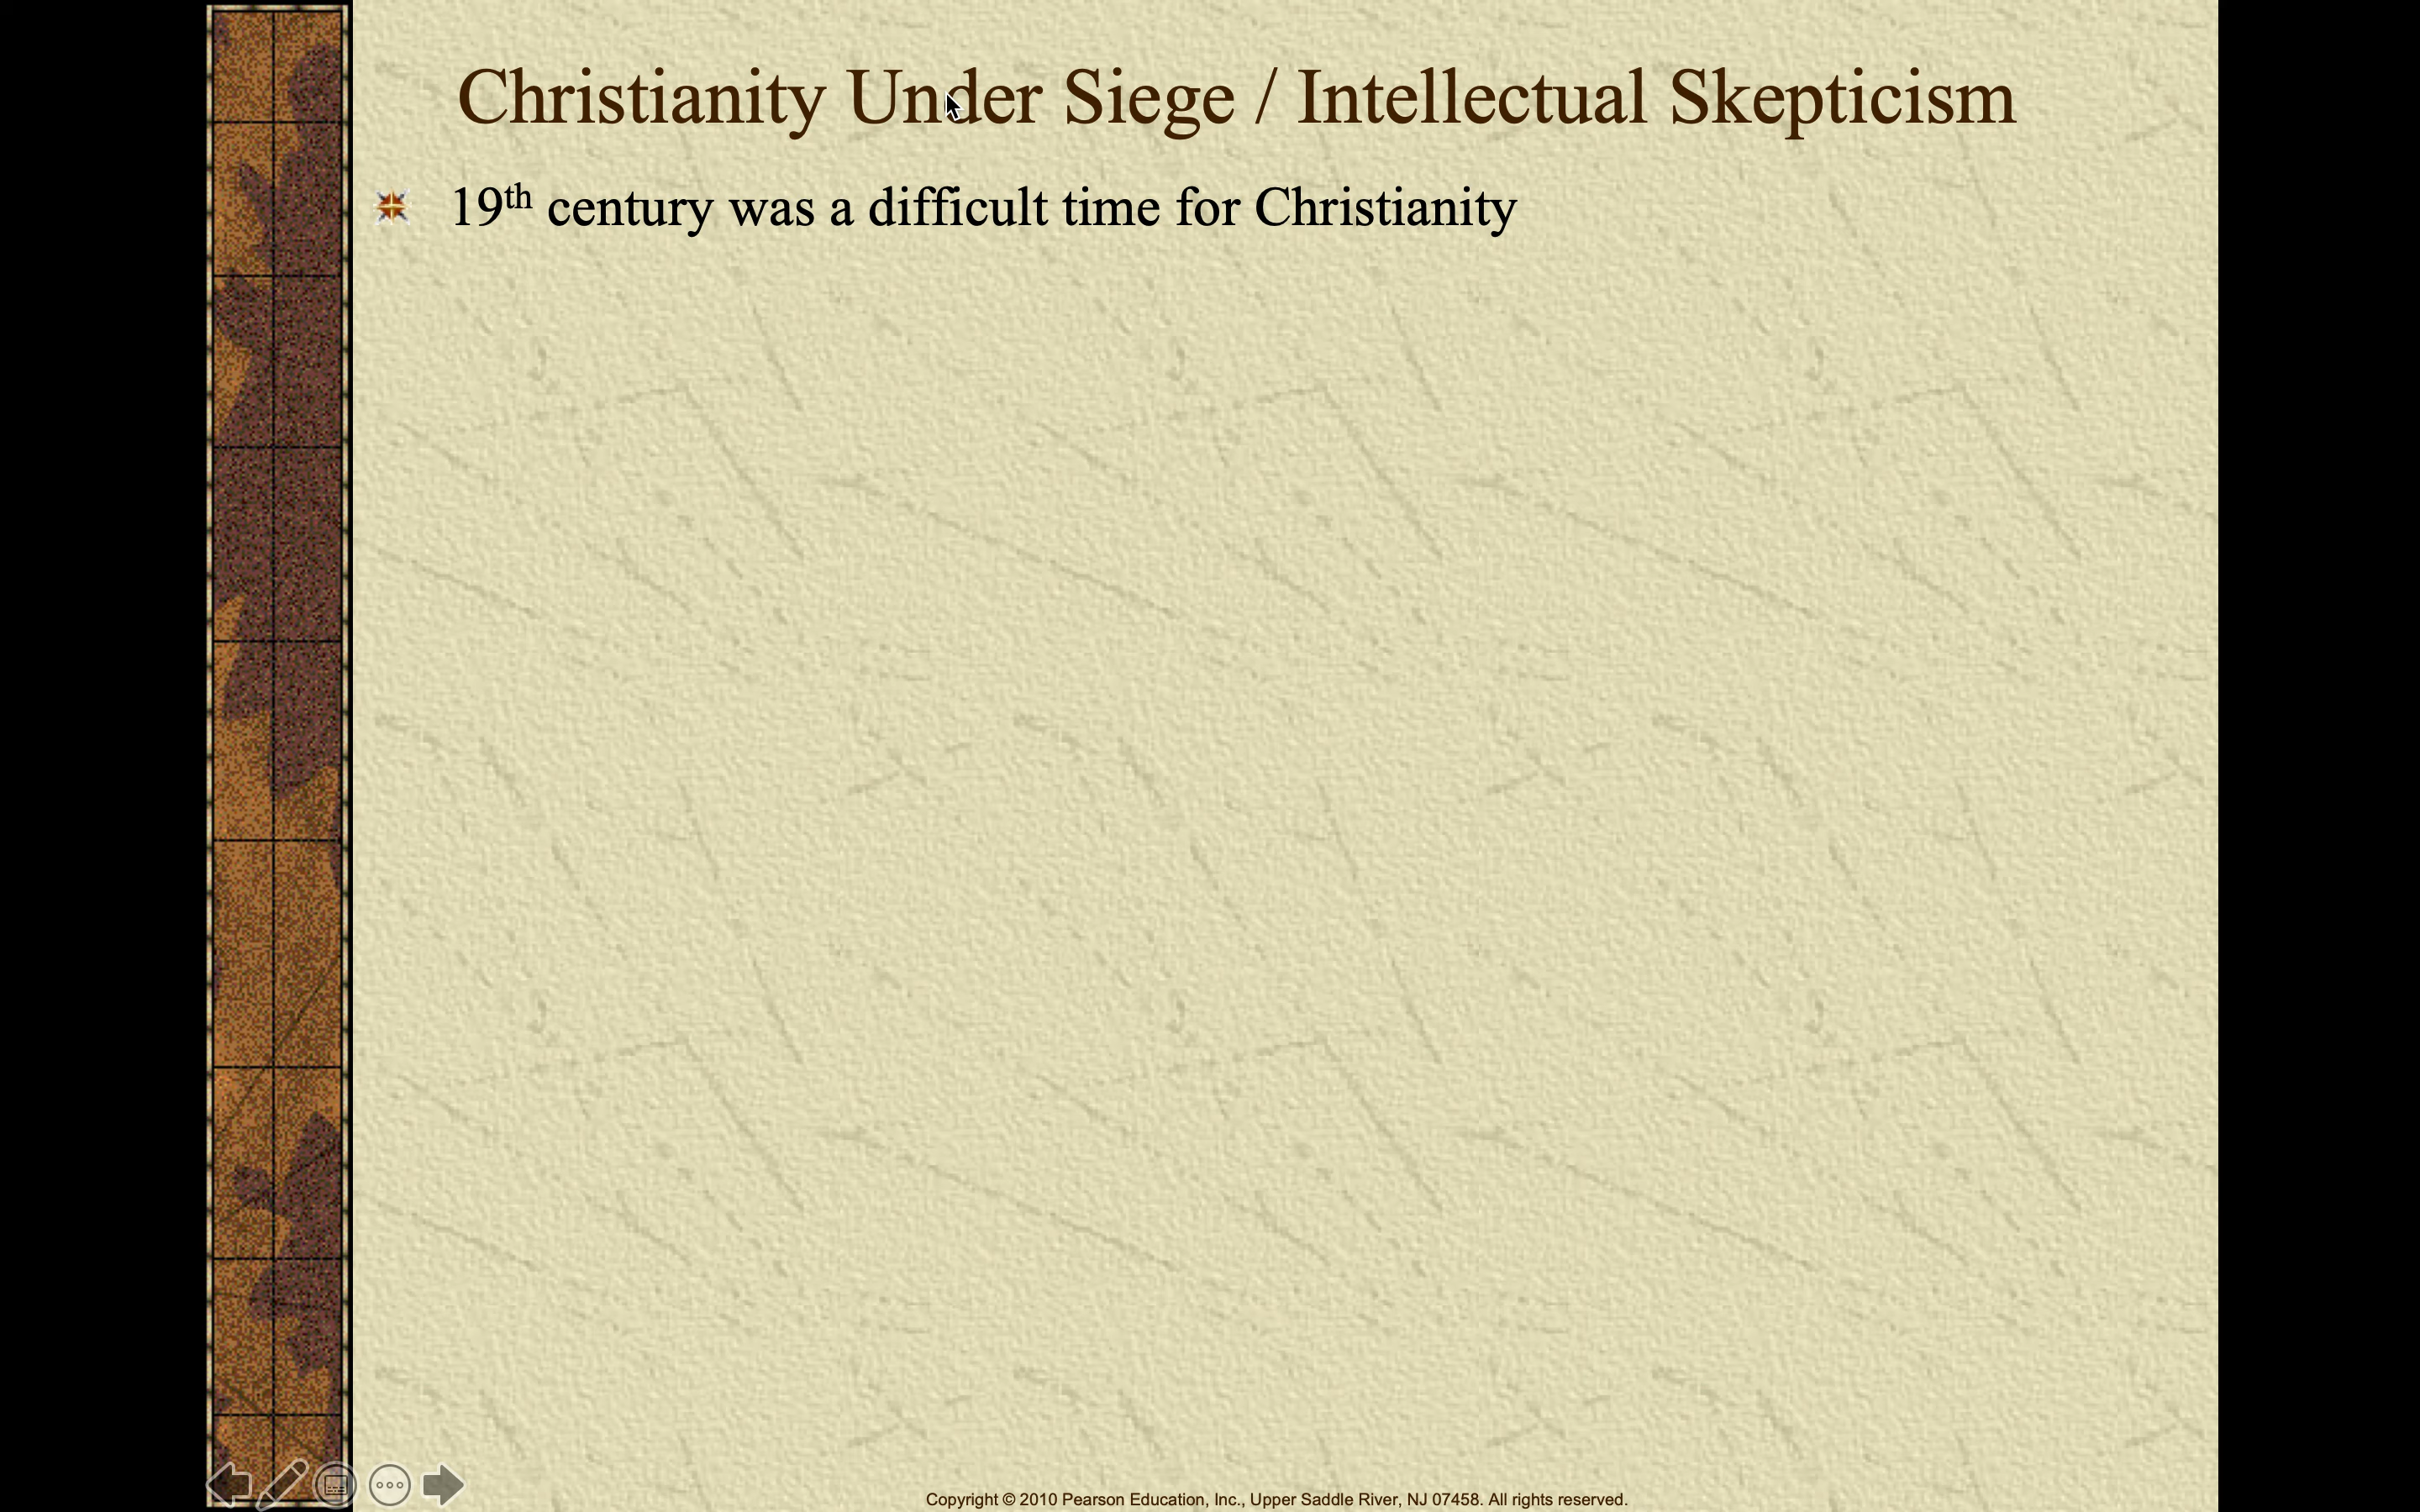 Christianity Under Siege / Intellectual Skepticism
19th century was a difficult time for Christianity
Copyright © 2010 Pearson Education, Inc., Upper Saddle River, NJ 07458. All rights reserved.